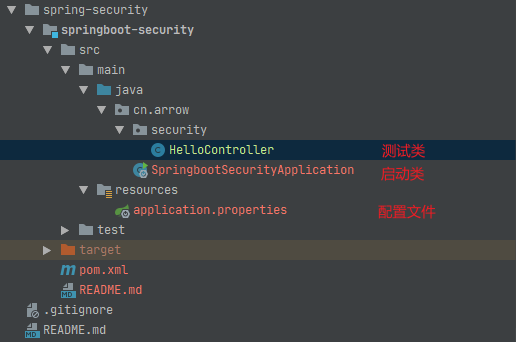 spring-security
springboot-security
src
main
java
cn.arrow
security
HelloController 测试类
SpringbootSecurityApplication 启动类
resources
application.properties 配置文件
test
target
pom.xml
README.md
.gitignore
README.md